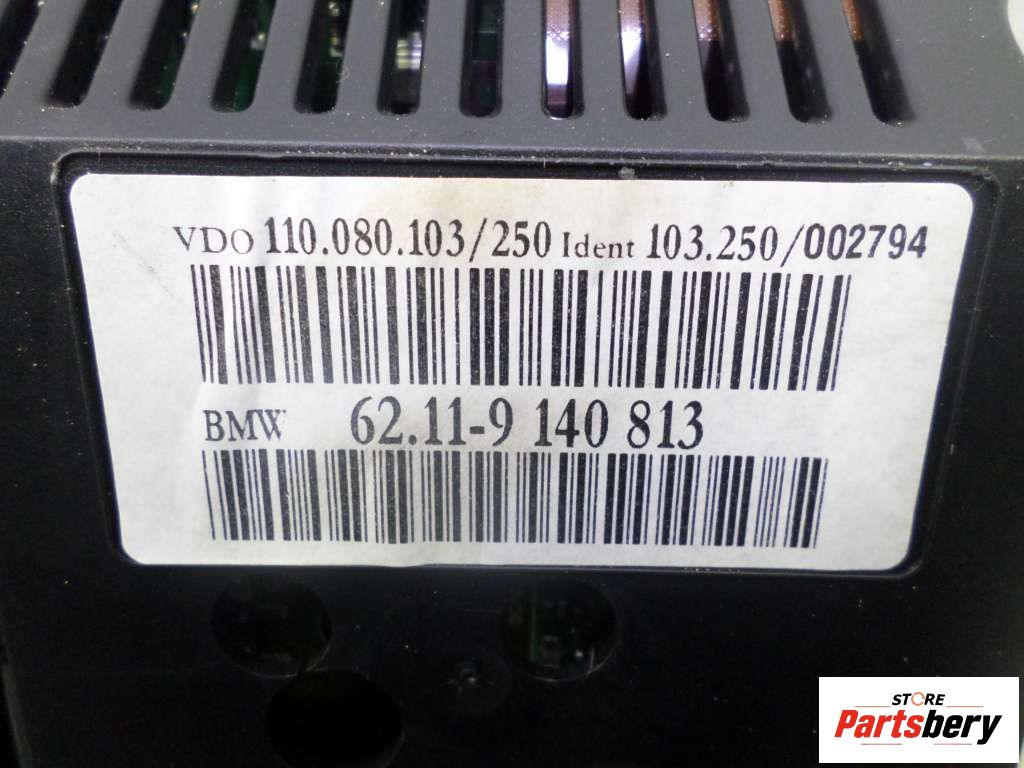 VDO 110.080.103/250 Ident 103.250/002794
BMW 62.11-9 140 813
STORE
Partsbery